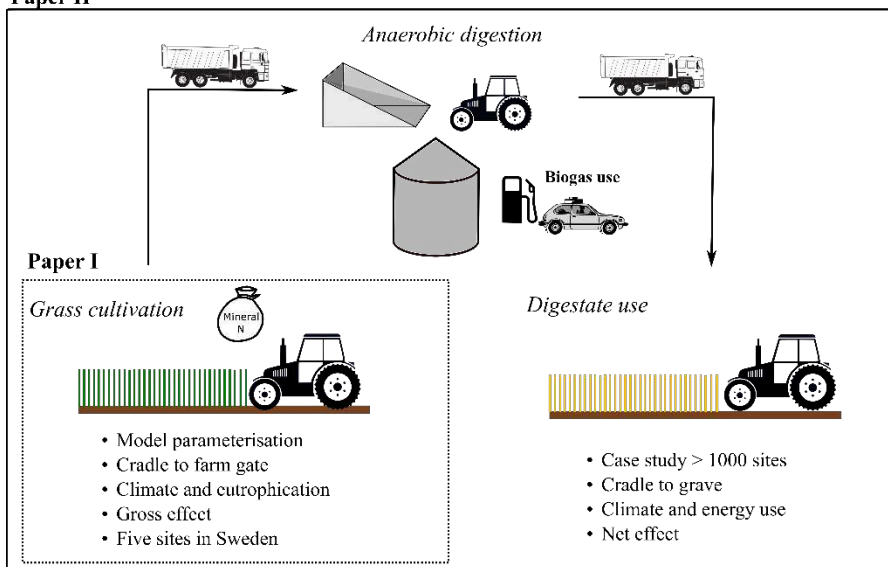 Paper II
Anaerobic digestion
Biogas use
Paper I
Grass cultivation
Mineral
N
Digestate use
• Model parameterisation
• Cradle to farm gate
• Climate and eutrophication
• Gross effect
• Five sites in Sweden
• Case study > 1000 sites
• Cradle to grave
• Climate and energy use
• Net effect